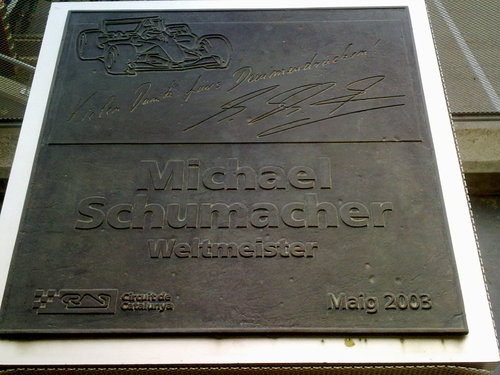 Vielen Dank fürs Daumendrücken!
Michael
Schumacher
Weltmeister
Circuit de
Catalunya
Maig 2003